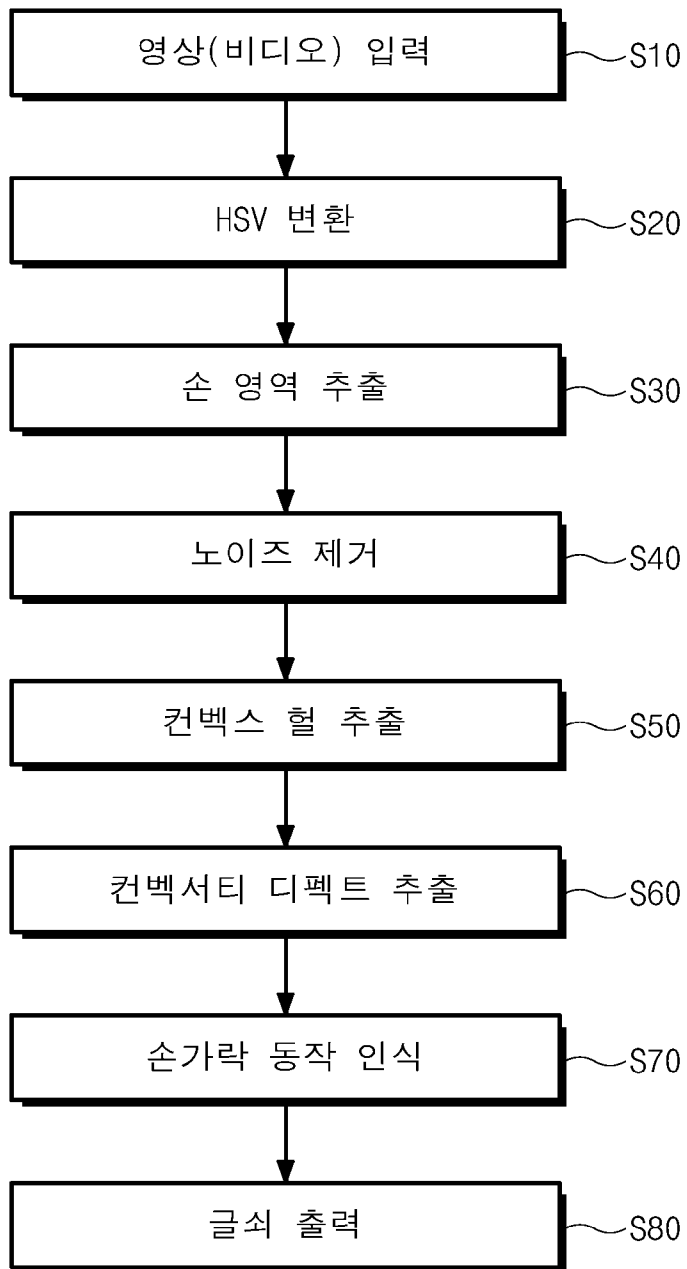 영상(비디오) 입력 S10
HSV 변환 S20
손 영역 추출 S30
노이즈 제거 S40
컨벡스 헐 추출 S50
컨벡서티 디펙트 추출 S60
손가락 동작 인식 S70
글쇠 출력 S80